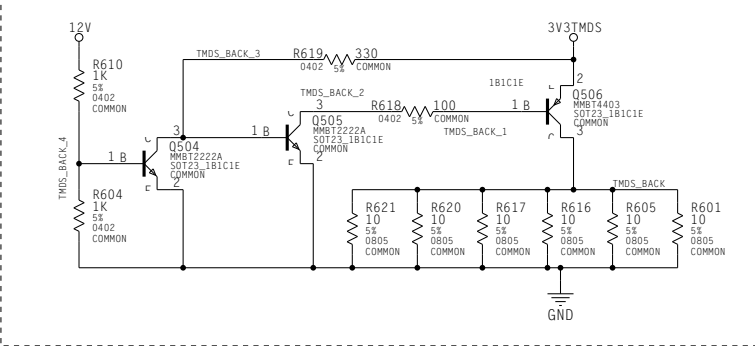 12V
3V3TMDS
R610
1K
5%
0402
COMMON
TMDS_BACK_3
R619
330
0402
5%
COMMON
TMDS_BACK_2
3
R618
100
0402
5%
COMMON
TMDS_BACK_1
1B1C1E
2
1 B
Q506
MMBT4403
SOT23_1B1C1E
COMMON
3
TMDS_BACK_4
1 B
3
Q504
MMBT2222A
SOT23_1B1C1E
COMMON
2
1 B
Q505
MMBT2222A
SOT23_1B1C1E
COMMON
2
R604
1K
5%
0402
COMMON
TMDS_BACK
R621
10
5%
0805
COMMON
R620
10
5%
0805
COMMON
R617
10
5%
0805
COMMON
R616
10
5%
0805
COMMON
R605
10
5%
0805
COMMON
R601
10
5%
0805
COMMON
GND